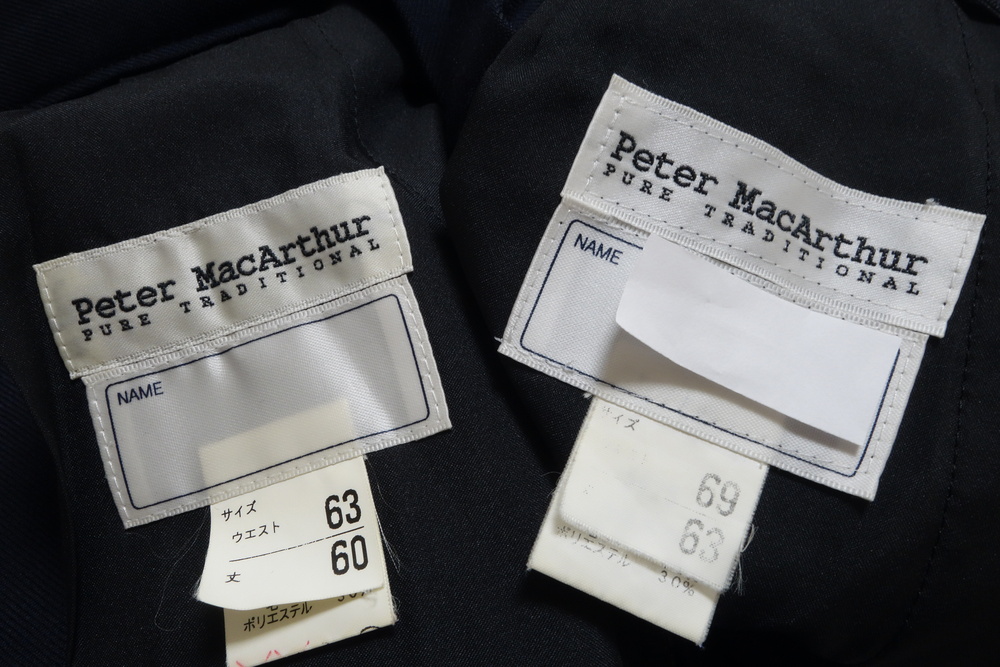 Peter MacArthur
PURE TRADITIONAL
NAME
サイズ
ウエスト 63
丈 60
ポリエステル
Peter MacArthur
PURE TRADITIONAL
NAME
サイズ
69
63
ポリエステル 30%